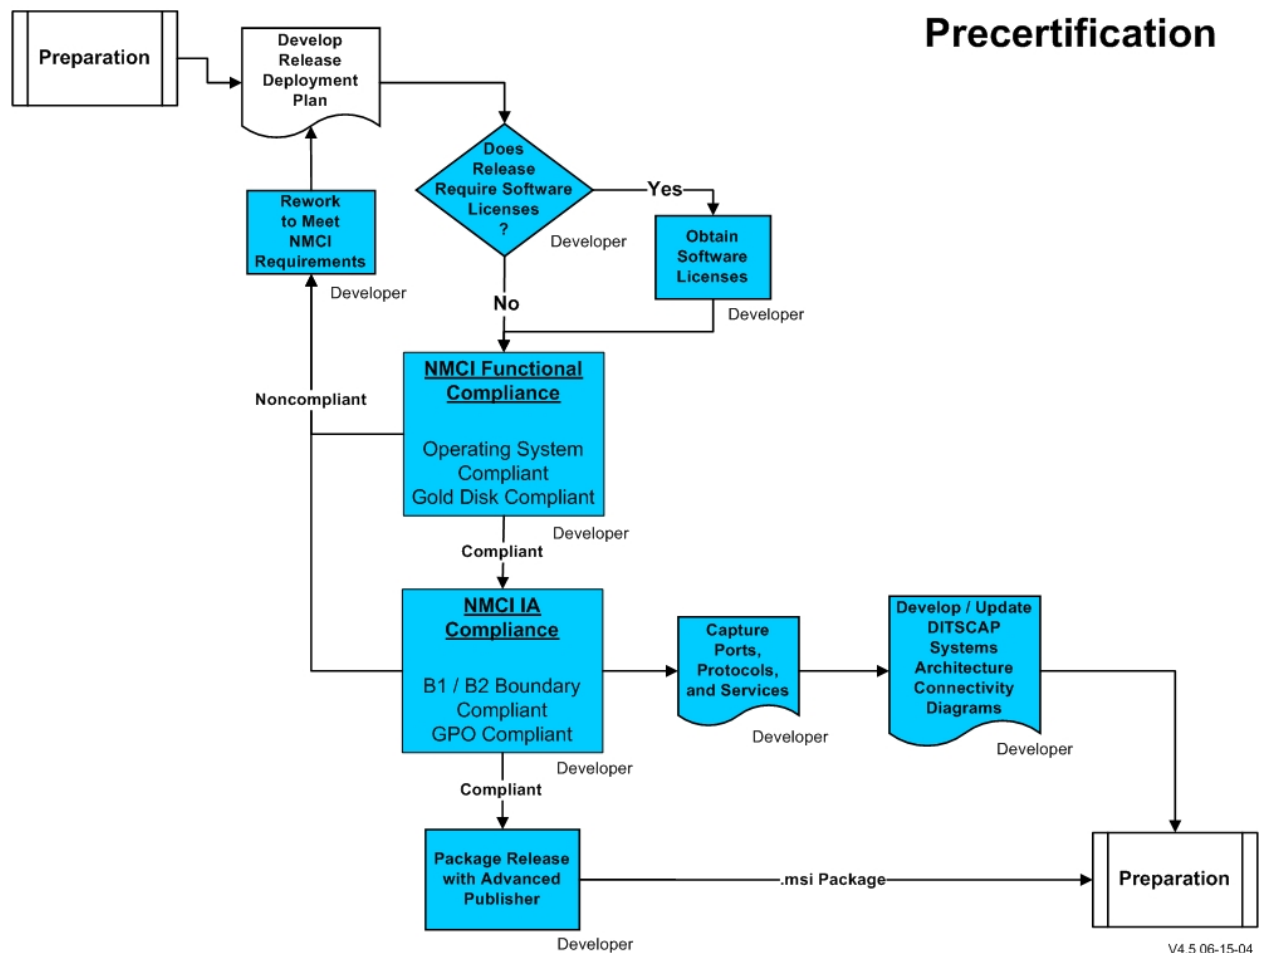 Precertification
Preparation
Develop
Release
Deployment
Plan
Does
Release
Require Software
Licenses
?
Developer
Yes
Obtain
Software
Licenses
Developer
Rework
to Meet
NMCI
Requirements
Developer
No
Noncompliant
NMCI Functional
Compliance
Operating System
Compliant
Gold Disk Compliant
Developer
Compliant
NMCI IA
Compliance
B1 / B2 Boundary
Compliant
GPO Compliant
Developer
Capture
Ports,
Protocols,
and Services
Developer
Develop / Update
DITSCAP
Systems
Architecture
Connectivity
Diagrams
Developer
Compliant
Package Release
with Advanced
Publisher
Developer
.msi Package
Preparation
V4.5 06-15-04